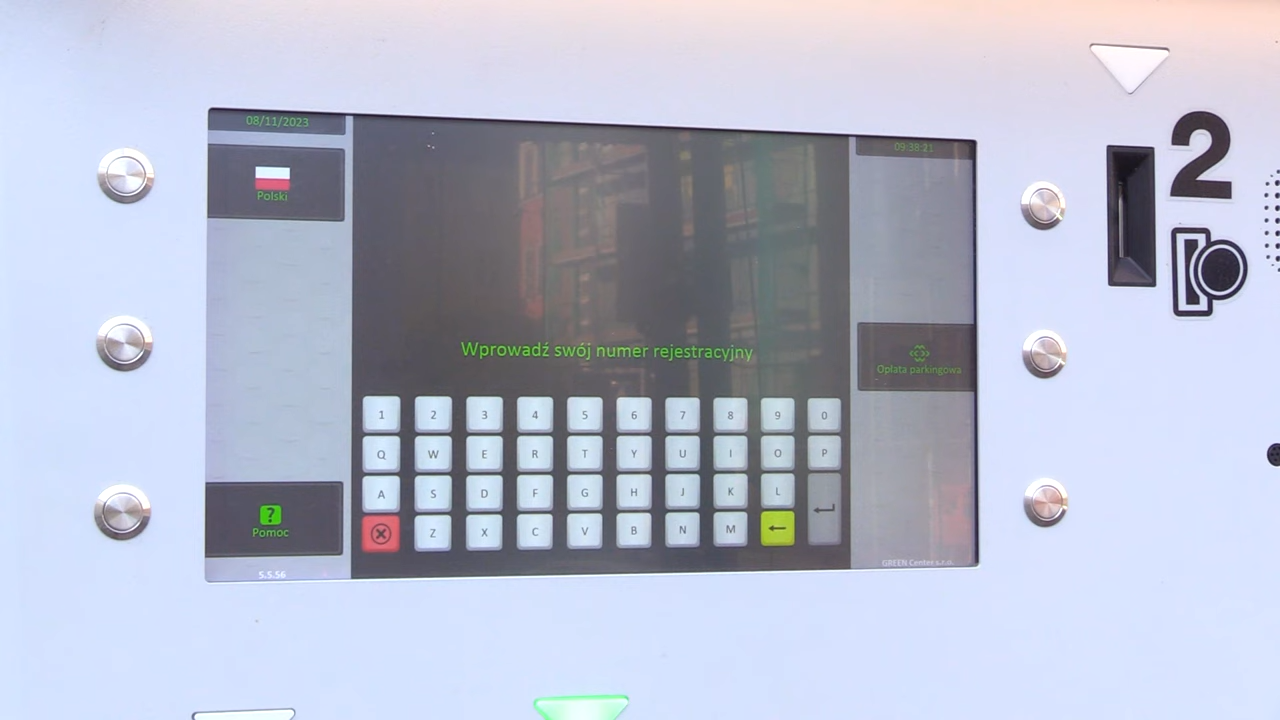 08/11/2023
09:38:21
Polski
2
Wprowadź swój numer rejestracyjny
Opłata parkingowa
1 2 3 4 5 6 7 8 9 0
Q W E R T Y U I O P
A S D F G H J K L
Z X C V B N M
?
Pomoc
5.5.56
GREEN Center s.r.o.